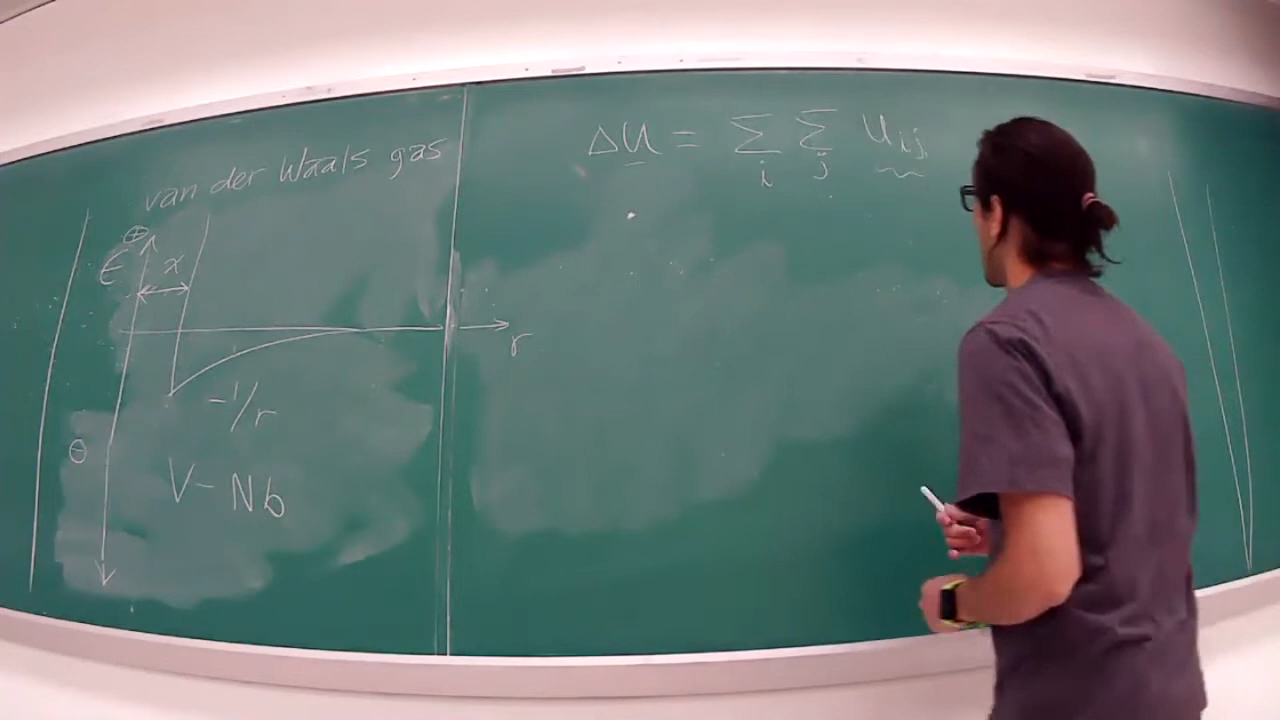 van der Waals gas
⊕
ϵ
x
r
-1/r
⊖
V - Nb
ΔU = Σ Σ u_ij
i j